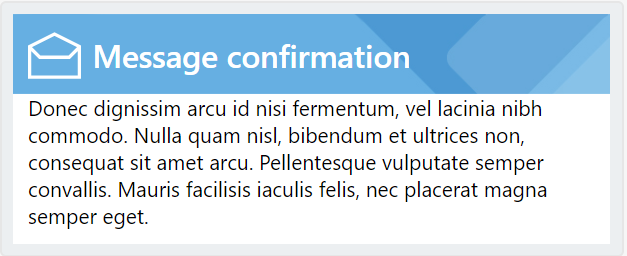 Message confirmation
Donec dignissim arcu id nisi fermentum, vel lacinia nibh
commodo. Nulla quam nisl, bibendum et ultrices non,
consequat sit amet arcu. Pellentesque vulputate semper
convallis. Mauris facilisis iaculis felis, nec placerat magna
semper eget.